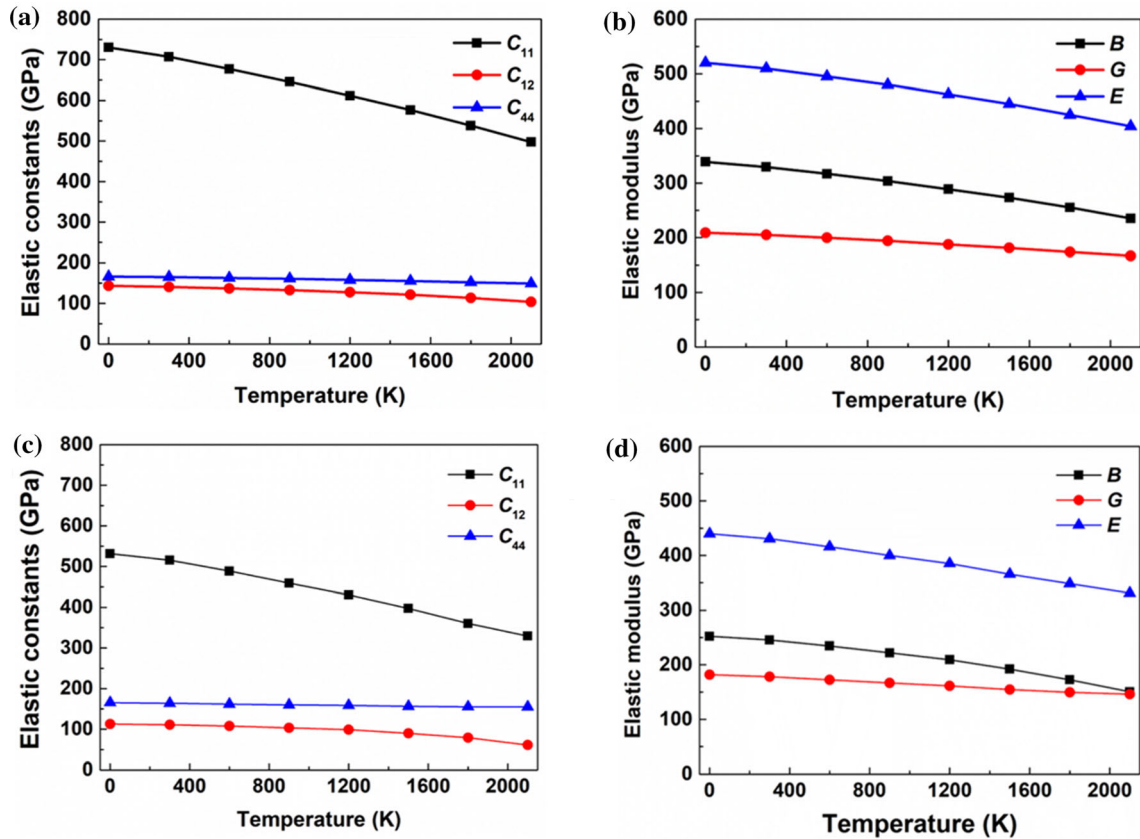 (a)
800
700
600
500
400
300
200
100
0
Elastic constants (GPa)
C11
C12
C44
0 400 800 1200 1600 2000
Temperature (K)
(b)
600
500
400
300
200
100
0
Elastic modulus (GPa)
B
G
E
0 400 800 1200 1600 2000
Temperature (K)
(c)
800
700
600
500
400
300
200
100
0
Elastic constants (GPa)
C11
C12
C44
0 400 800 1200 1600 2000
Temperature (K)
(d)
600
500
400
300
200
100
0
Elastic modulus (GPa)
B
G
E
0 400 800 1200 1600 2000
Temperature (K)